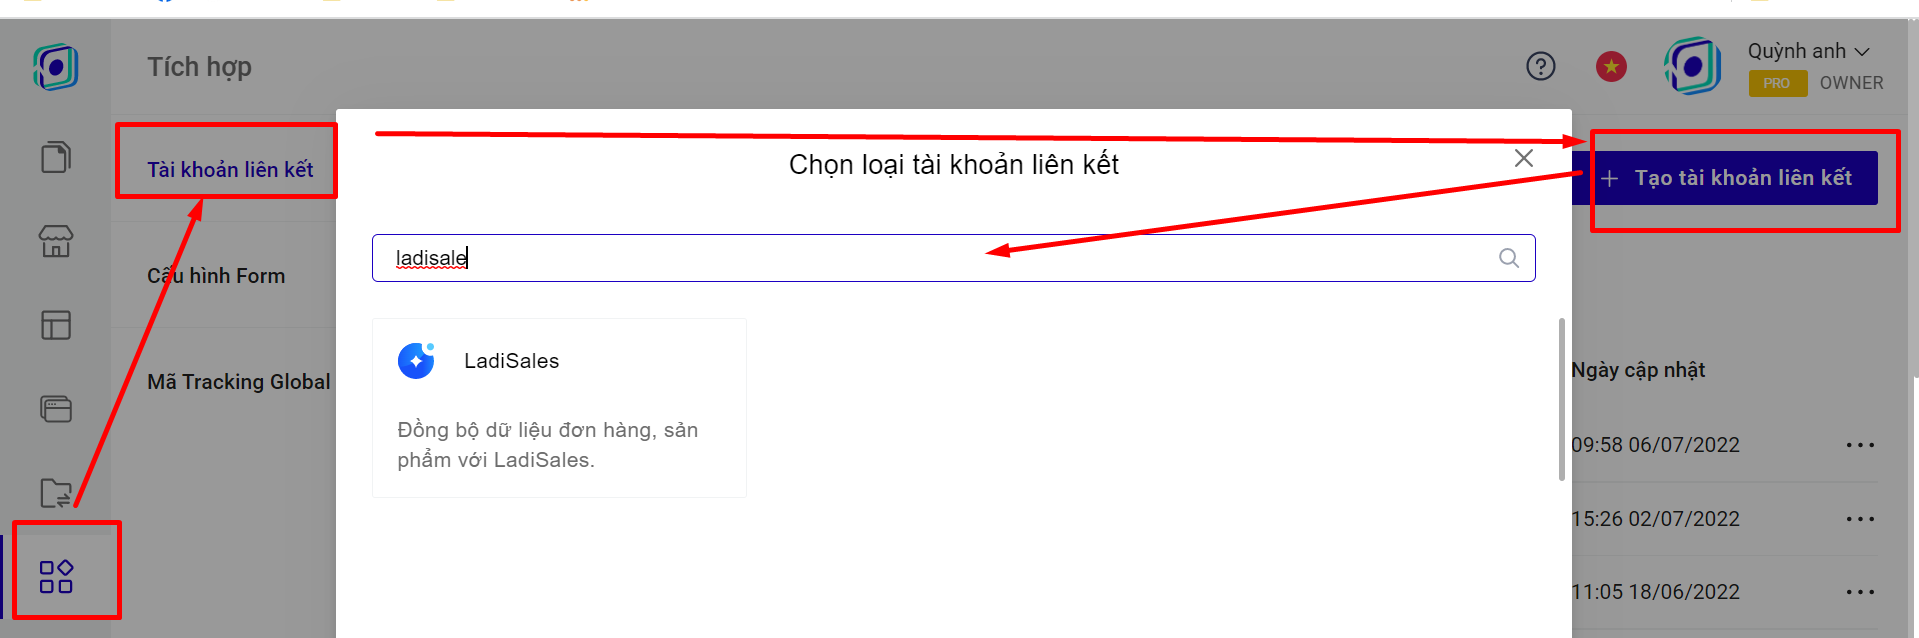 Tích hợp
Quỳnh anh
PRO OWNER
Tài khoản liên kết
Chọn loại tài khoản liên kết
Tạo tài khoản liên kết
ladisale
Cấu hình Form
LadiSales
Mã Tracking Global
Ngày cập nhật
Đồng bộ dữ liệu đơn hàng, sản
phẩm với LadiSales.
09:58 06/07/2022
15:26 02/07/2022
11:05 18/06/2022